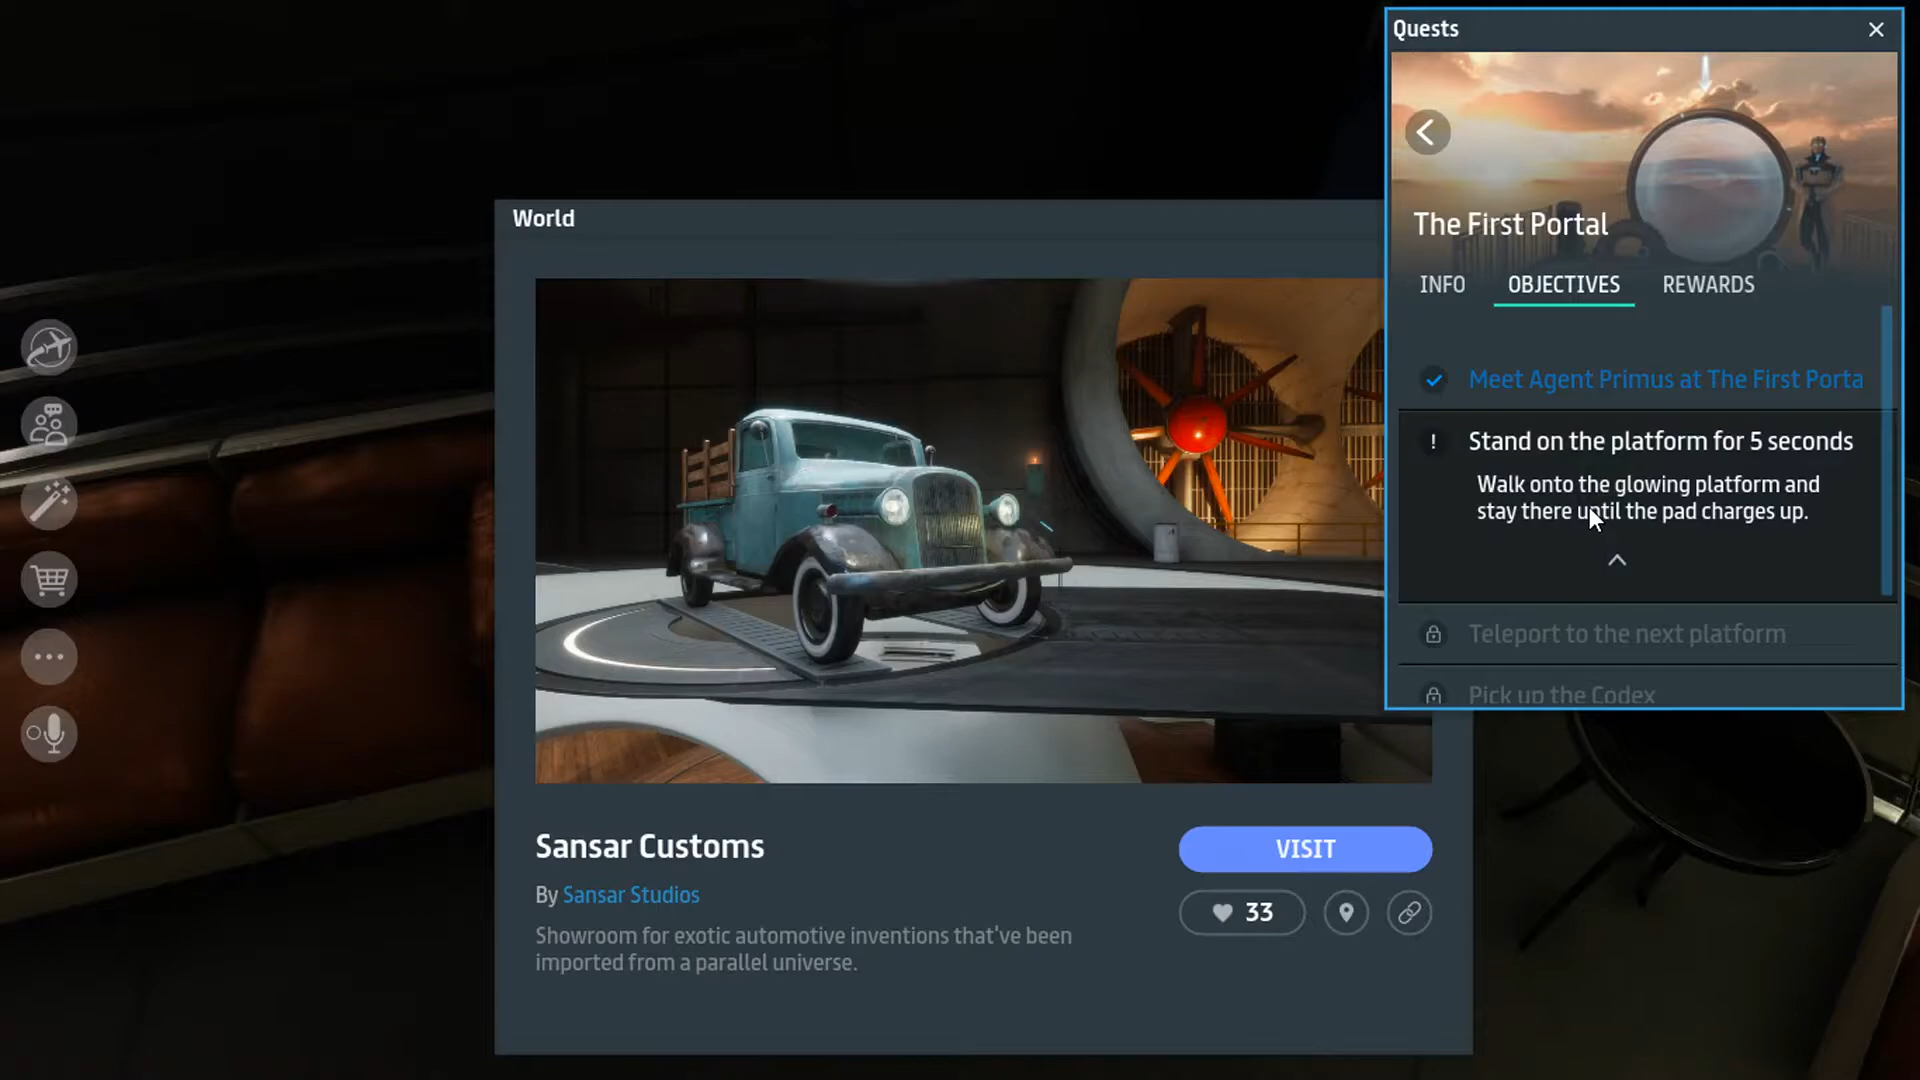 Quests
The First Portal
INFO
OBJECTIVES
REWARDS
Meet Agent Primus at The First Porta
! Stand on the platform for 5 seconds
Walk onto the glowing platform and
stay there until the pad charges up.
Teleport to the next platform
Pick up the Codex
World
Sansar Customs
VISIT
By Sansar Studios
33
Showroom for exotic automotive inventions that've been
imported from a parallel universe.